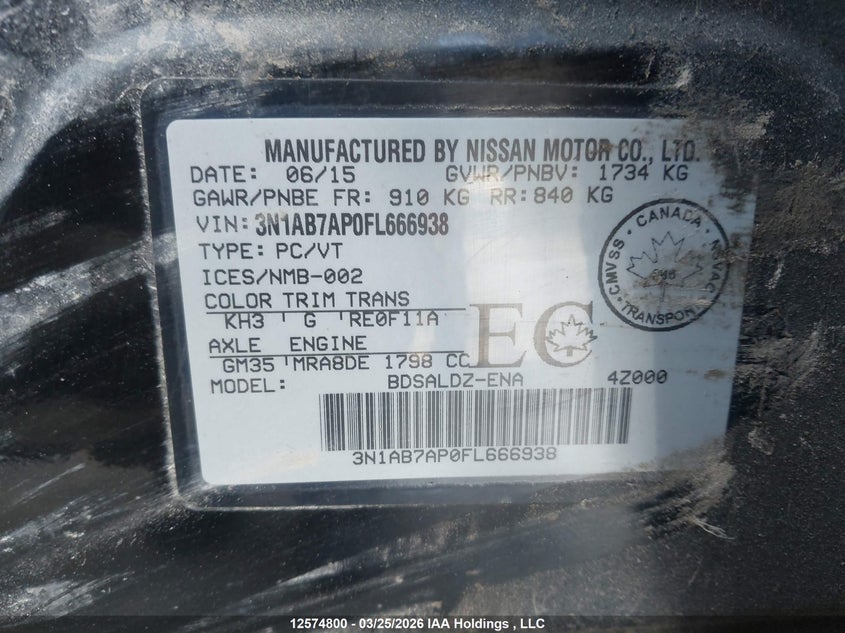 MANUFACTURED BY NISSAN MOTOR CO., LTD.
DATE: 06/15 GVWR/PNBV: 1734 KG
GAWR/PNBE FR: 910 KG RR: 840 KG
VIN: 3N1AB7AP0FL666938
TYPE: PC/VT
ICES/NMB-002
COLOR TRIM TRANS
KH3 G RE0F11A
AXLE ENGINE
GM35 MRA8DE 1798 CC
MODEL: BDSALDZ-ENA 4Z000
EC
CANADA
CMVSS NSVAC
TRANSPORT
3N1AB7AP0FL666938
12574800 - 03/25/2026 IAA Holdings , LLC